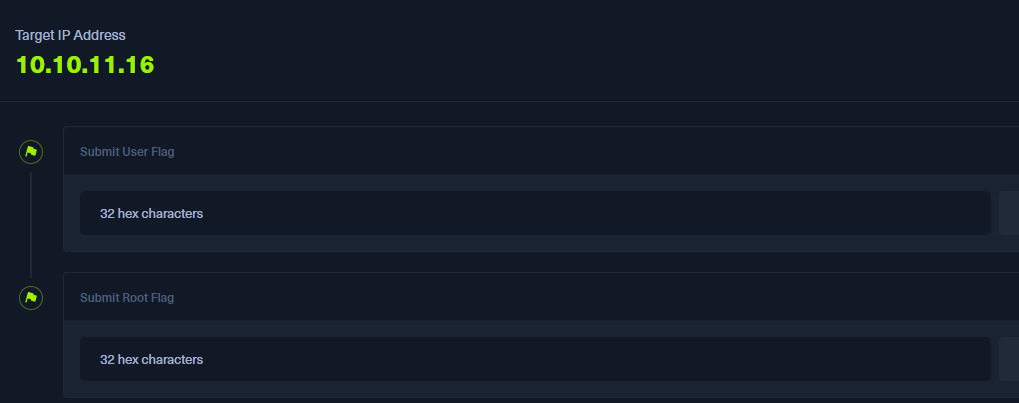 Target IP Address
10.10.11.16
Submit User Flag
32 hex characters
Submit Root Flag
32 hex characters